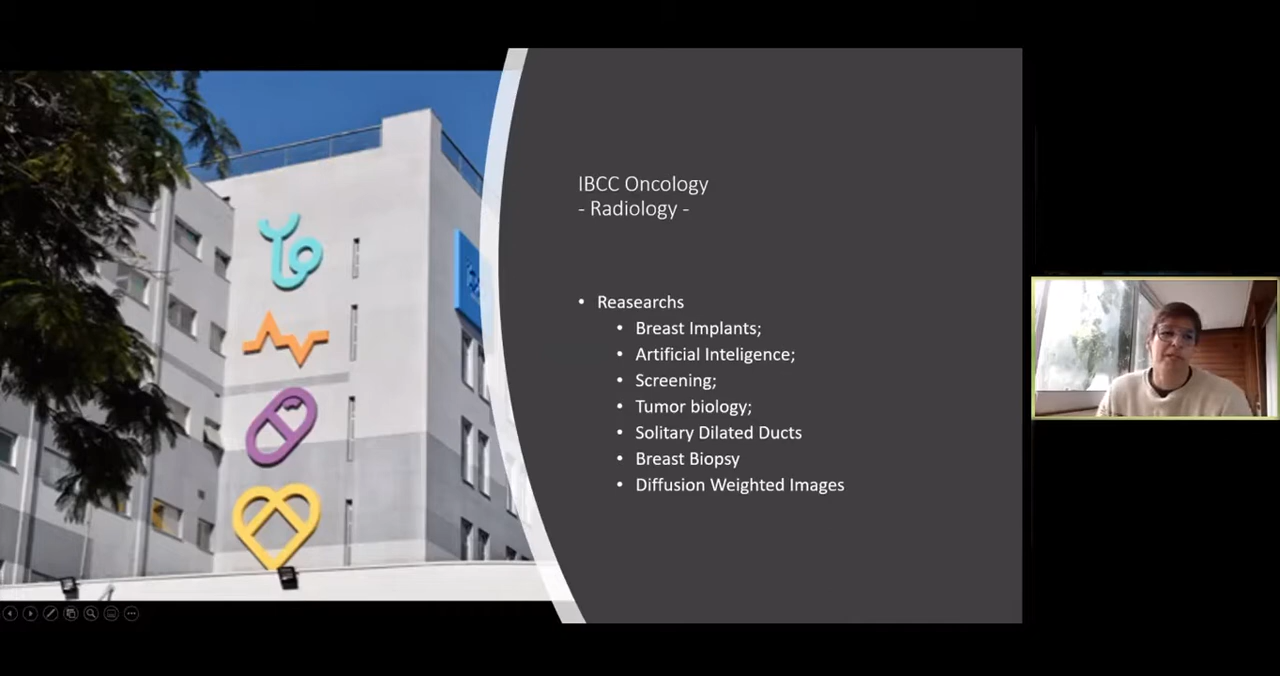 IBCC Oncology
- Radiology -
• Reasearchs
• Breast Implants;
• Artificial Inteligence;
• Screening;
• Tumor biology;
• Solitary Dilated Ducts
• Breast Biopsy
• Diffusion Weighted Images